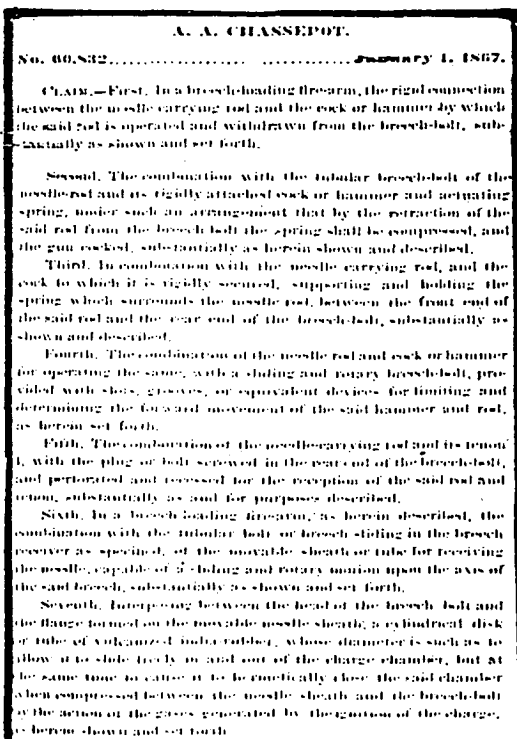 A. A. CHASSEPOT.
No. 60,832.................. ............January 1, 1867.
CLAIM.—First. In a breech-loading firearm, the rigid connection
between the needle carrying rod and the cock or hammer by which
the said rod is operated and withdrawn from the breech-bolt, sub-
stantially as shown and set forth.
Second. The combination with the tubular breech-bolt of the
needle-rod and its rigidly attached cock or hammer and actuating
spring, under such an arrangement that by the retraction of the
said rod from the breech bolt the spring shall be compressed, and
the gun cocked, substantially as herein shown and described.
Third. In combination with the needle carrying rod, and the
cock to which it is rigidly secured, supporting and holding the
spring which surrounds the needle rod, between the front end of
the said rod and the rear end of the breech-bolt, substantially as
shown and described.
Fourth. The combination of the needle rod and cock or hammer
for operating the same, with a sliding and rotary breech-bolt, pro-
vided with slots, grooves, or equivalent devices for limiting and
determining the forward movement of the said hammer and rod,
as herein set forth.
Fifth. The combination of the needle-carrying rod and its tenon
l, with the plug or bolt screwed in the rear end of the breech-bolt,
and perforated and recessed for the reception of the said rod and
tenon, substantially as and for purposes described.
Sixth. In a breech loading firearm, as herein described, the
combination with the tubular bolt or breech sliding in the breech
receiver as specified, of the movable sheath or tube for receiving
the needle, capable of a sliding and rotary motion upon the axis of
the said breech, substantially as shown and set forth.
Seventh. Interposing between the head of the breech bolt and
the flange formed on the movable needle sheath, a cylindrical disk
or tube of vulcanized india-rubber, whose diameter is such as to
allow it to slide freely in and out of the charge chamber, but at
he same time to cause it to hermetically close the said chamber
when compressed between the needle sheath and the breech-bolt
by the action of the gases generated by the ignition of the charge,
as herein shown and set forth